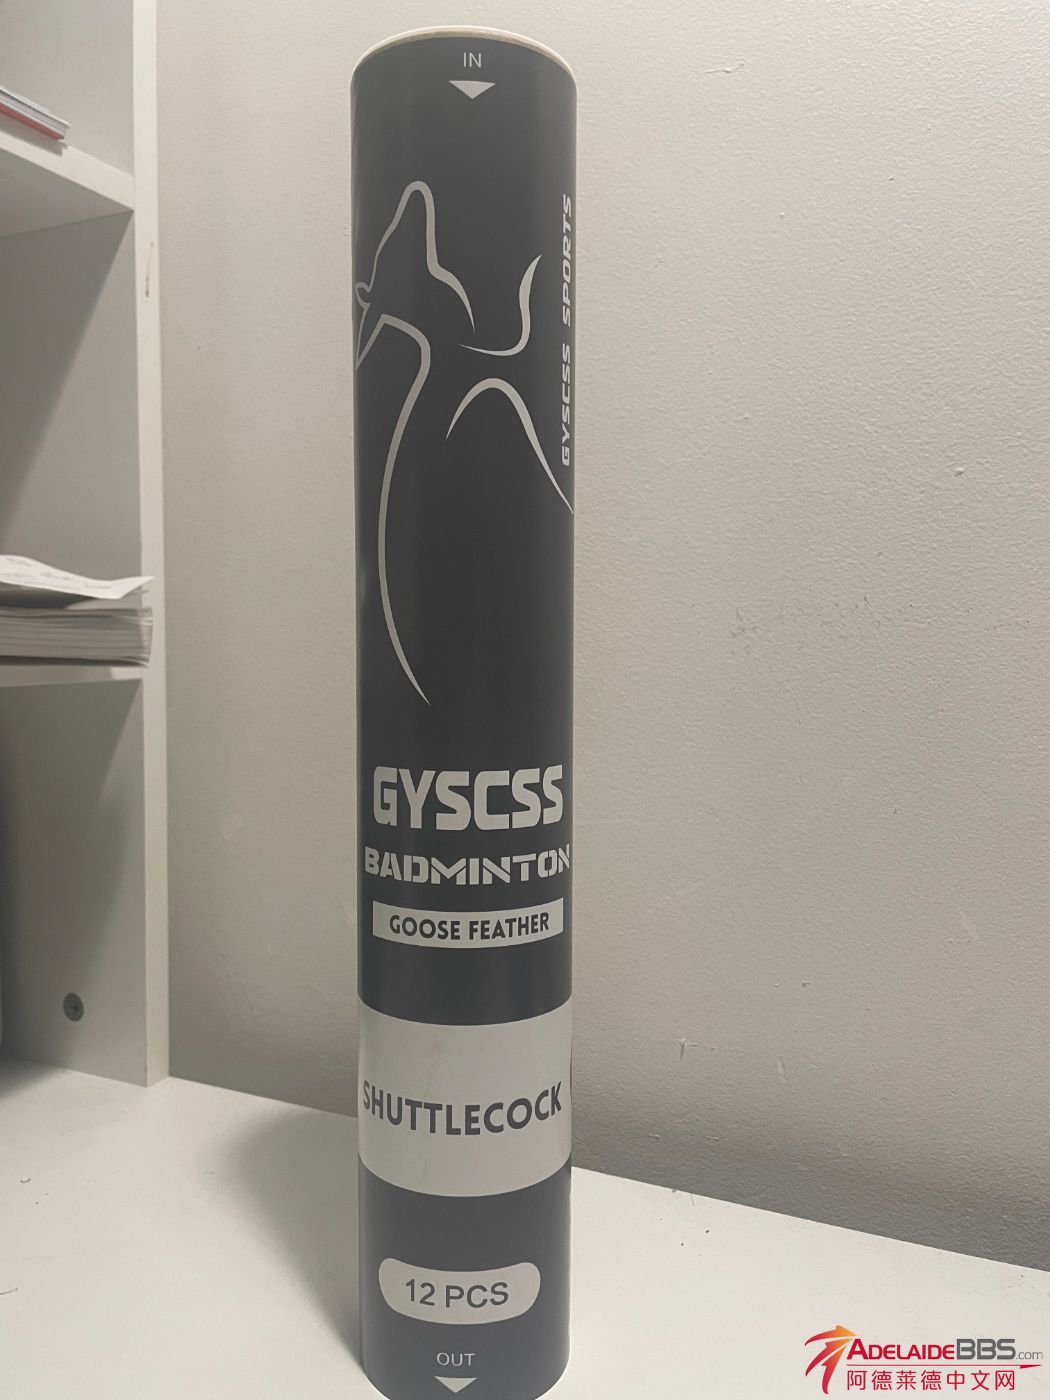 IN
GYSCSS SPORTS
GYSCSS
BADMINTON
GOOSE FEATHER
SHUTTLECOCK
12 PCS
OUT
ADELAIDEBBS.com
阿德莱德中文网